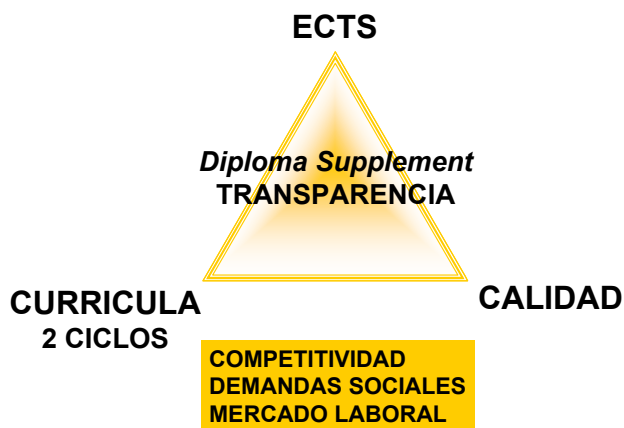 ECTS
Diploma Supplement
TRANSPARENCIA
CURRICULA
2 CICLOS
CALIDAD
COMPETITIVIDAD
DEMANDAS SOCIALES
MERCADO LABORAL